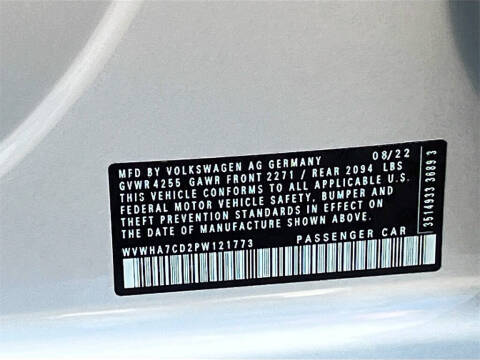 MFD BY VOLKSWAGEN AG GERMANY 08/22
GVWR 4255 GAWR FRONT 2271 / REAR 2094 LBS
THIS VEHICLE CONFORMS TO ALL APPLICABLE U.S.
FEDERAL MOTOR VEHICLE SAFETY, BUMPER AND
THEFT PREVENTION STANDARDS IN EFFECT ON
THE DATE OF MANUFACTURE SHOWN ABOVE.
WVWHA7CD2PW121773 PASSENGER CAR
3514933 3689 3